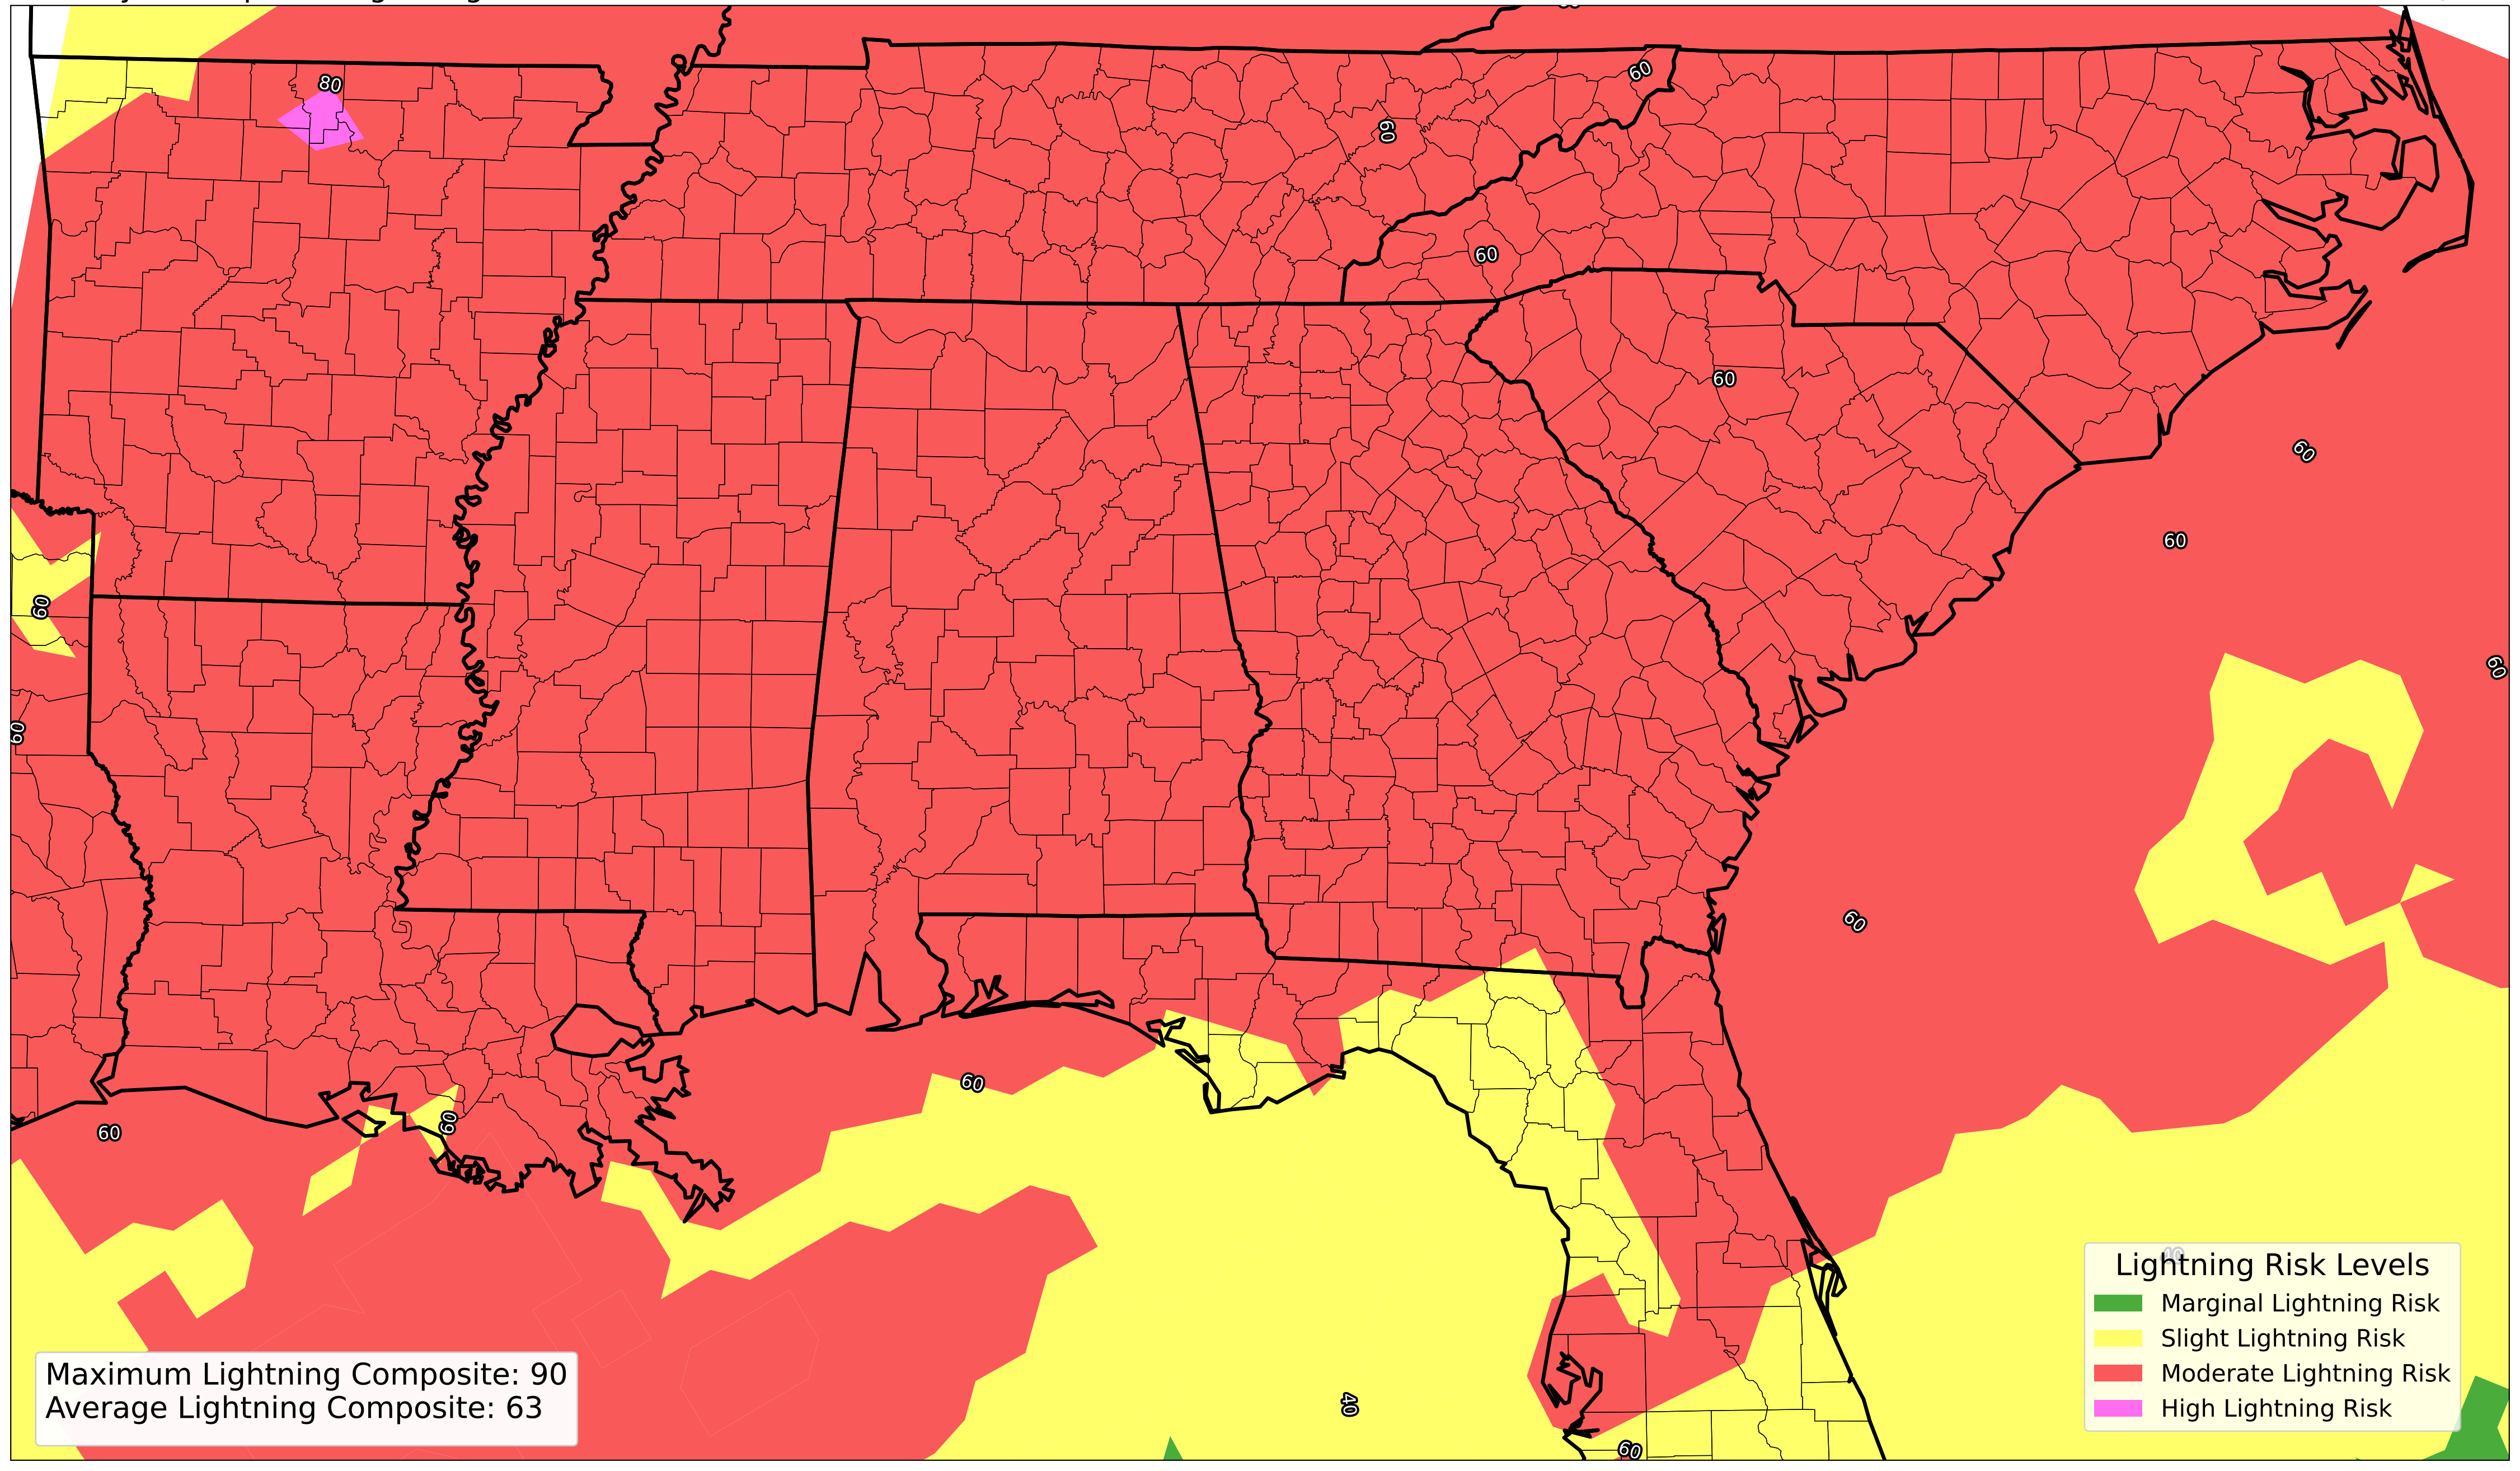 80
60
60
60
60
60
60
60
60
60
60
60
60
60
40
60
40
Lightning Risk Levels
Marginal Lightning Risk
Slight Lightning Risk
Moderate Lightning Risk
High Lightning Risk
Maximum Lightning Composite: 90
Average Lightning Composite: 63